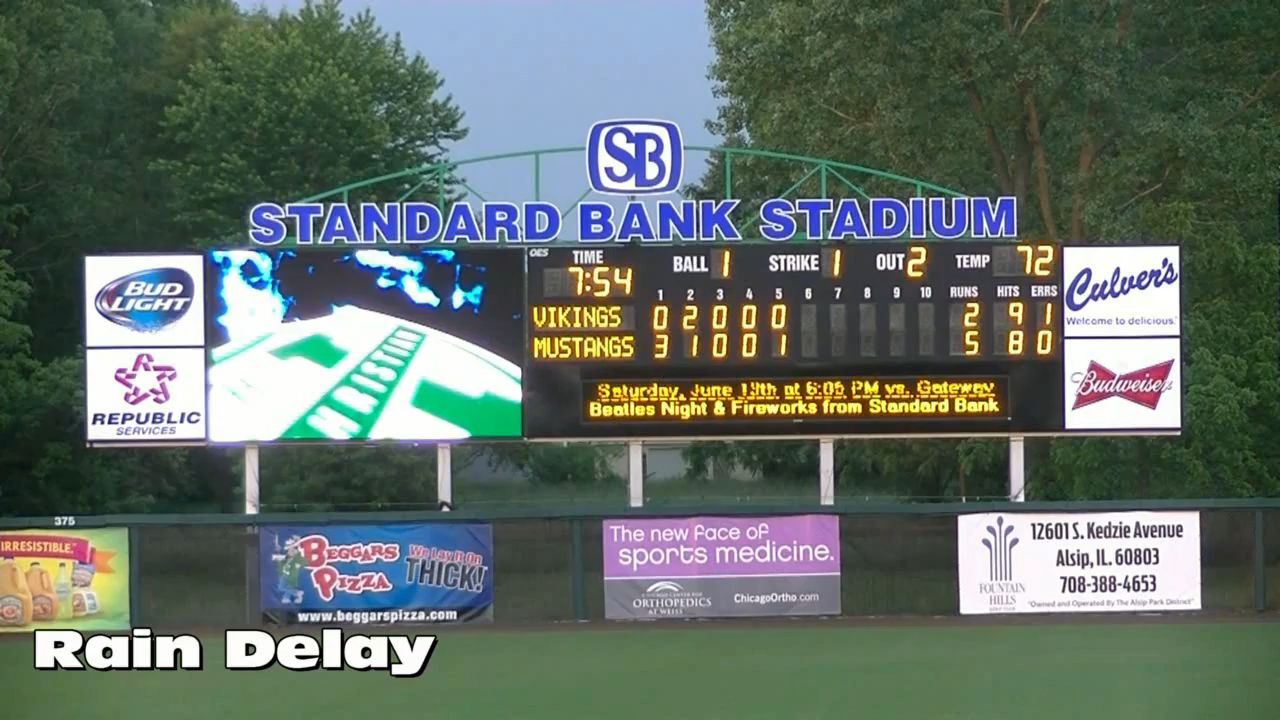 SB
STANDARD BANK STADIUM
BUD LIGHT
REPUBLIC
SERVICES
MARISTON
OES
TIME BALL 1 STRIKE 1 OUT 2 TEMP 72
7:54
1 2 3 4 5 6 7 8 9 10 RUNS HITS ERRS
VIKINGS 0 2 0 0 0 2 9 1
MUSTANGS 3 1 0 0 1 5 8 0
Saturday, June 13th at 6:05 PM vs. Gateway
Beatles Night & Fireworks from Standard Bank
Culver's
Welcome to delicious.
Budweiser
375
IRRESISTIBLE.
BEGGARS
PIZZA
We Lay It On
THICK!
www.beggarspizza.com
The new face of
sports medicine.
ORTHOPEDICS
AT WEISS
ChicagoOrtho.com
FOUNTAIN
HILLS
12601 S. Kedzie Avenue
Alsip, IL. 60803
708-388-4653
"Owned and Operated By The Alsip Park District"
Rain Delay